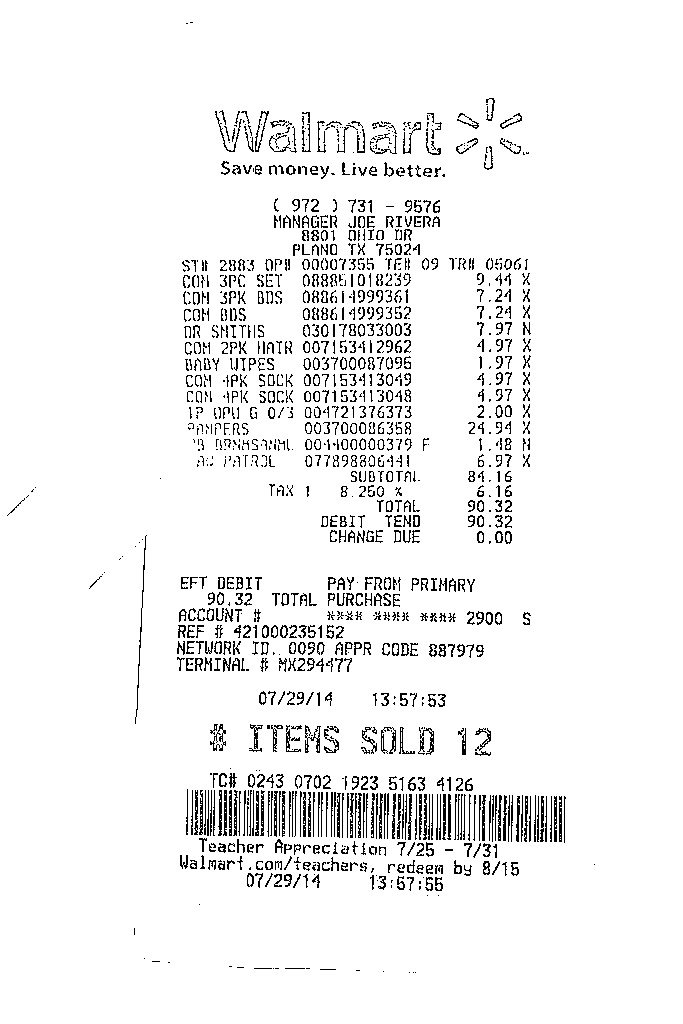 Walmart
Save money. Live better.
( 972 ) 731 - 9576
MANAGER JOE RIVERA
8801 OHIO DR
PLANO TX 75024
ST# 2883 OP# 00007355 TE# 09 TR# 05061
COM 3PC SET 088851018239 9.44 X
COM 3PK BDS 088614999361 7.24 X
COM BDS 088614999352 7.24 X
DR SMITHS 030178033003 7.97 N
COM 2PK HAIR 007153412962 4.97 X
BABY WIPES 003700087095 1.97 X
COM 4PK SOCK 007153413049 4.97 X
COM 4PK SOCK 007153413048 4.97 X
1P OPU G 0/3 004721376373 2.00 X
PAMPERS 003700086358 24.94 X
004400000379 F 1.48 N
PATROL 077898806441 6.97 X
SUBTOTAL 84.16
TAX 1 8.250 % 6.16
TOTAL 90.32
DEBIT TEND 90.32
CHANGE DUE 0.00
EFT DEBIT PAY FROM PRIMARY
90.32 TOTAL PURCHASE
ACCOUNT # **** **** **** 2900 S
REF # 421000235152
NETWORK ID. 0090 APPR CODE 887979
TERMINAL # MX294477
07/29/14 13:57:53
# ITEMS SOLD 12
TC# 0243 0702 1923 5163 4126
Teacher Appreciation 7/25 - 7/31
Walmart.com/teachers, redeem by 8/15
07/29/14 13:57:55